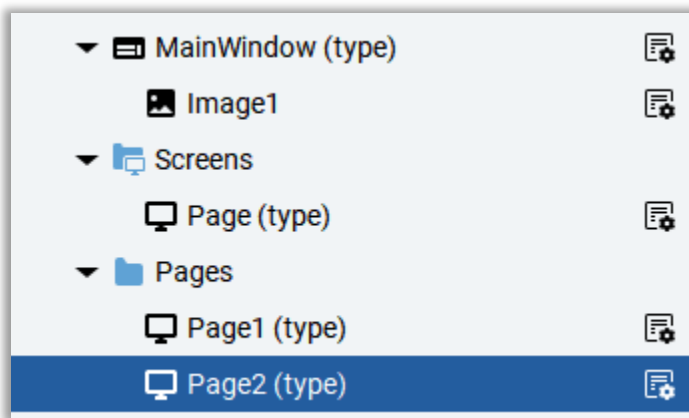 MainWindow (type)
Image1
Screens
Page (type)
Pages
Page1 (type)
Page2 (type)